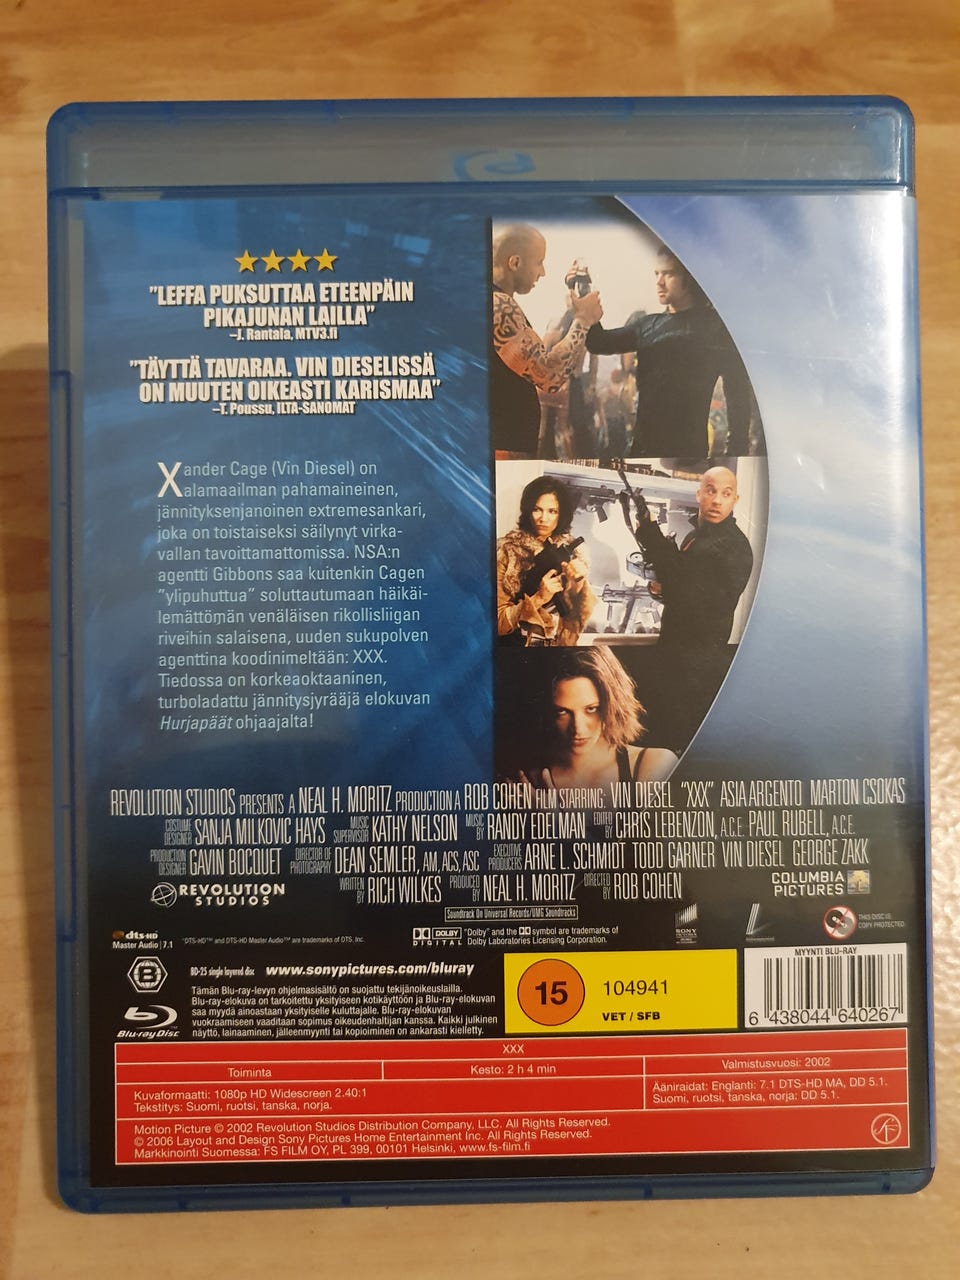 "LEFFA PUKSUTTAA ETEENPÄIN
PIKAJUNAN LAILLA"
–J. Rantala, MTV3.fi
"TÄYTTÄ TAVARAA. VIN DIESELISSÄ
ON MUUTEN OIKEASTI KARISMAA"
–T. Poussu, ILTA-SANOMAT
Xander Cage (Vin Diesel) on
alamaailman pahamaineinen,
jännityksenjanoinen extremesankari,
joka on toistaiseksi säilynyt virka-
vallan tavoittamattomissa. NSA:n
agentti Gibbons saa kuitenkin Cagen
"ylipuhuttua" soluttautumaan häikäi-
lemättömän venäläisen rikollisliigan
riveihin salaisena, uuden sukupolven
agenttina koodinimeltään: XXX.
Tiedossa on korkeaoktaaninen,
turboladattu jännitysjyrääjä elokuvan
Hurjapäät ohjaajalta!
REVOLUTION STUDIOS PRESENTS A NEAL H. MORITZ PRODUCTION A ROB COHEN FILM STARRING: VIN DIESEL "XXX" ASIA ARGENTO MARTON CSOKAS
COSTUME DESIGNER SANJA MILKOVIC HAYS MUSIC SUPERVISOR KATHY NELSON MUSIC BY RANDY EDELMAN EDITED BY CHRIS LEBENZON, A.C.E. PAUL RUBELL, A.C.E.
PRODUCTION DESIGNER GAVIN BOCQUET DIRECTOR OF PHOTOGRAPHY DEAN SEMLER, AM, ACS, ASC EXECUTIVE PRODUCERS ARNE L. SCHMIDT TODD GARNER VIN DIESEL GEORGE ZAKK
REVOLUTION STUDIOS WRITTEN BY RICH WILKES PRODUCED BY NEAL H. MORITZ DIRECTED BY ROB COHEN COLUMBIA PICTURES
Soundtrack On Universal Records/UMG Soundtracks
dts-HD Master Audio 7.1
"DTS-HD™ and DTS-HD Master Audio™ are trademarks of DTS, Inc.
DOLBY DIGITAL
"Dolby" and the DD symbol are trademarks of
Dolby Laboratories Licensing Corporation.
SONY PICTURES
THIS DISC IS
COPY PROTECTED
B
BD-25 single layered disc
www.sonypictures.com/bluray
Blu-ray Disc
Tämän Blu-ray-levyn ohjelmasisältö on suojattu tekijänoikeuslailla.
Blu-ray-elokuva on tarkoitettu yksityiseen kotikäyttöön ja Blu-ray-elokuvan
saa myydä ainoastaan yksityiselle kuluttajalle. Blu-ray-elokuvan
vuokraamiseen vaaditaan sopimus oikeudenhaltijan kanssa. Kaikki julkinen
näyttö, lainaaminen, jälleenmyynti tai kopioiminen on ankarasti kielletty.
15
104941
VET / SFB
MYYNTI BLU-RAY
6 438044 640267
XXX
Toiminta
Kesto: 2 h 4 min
Valmistusvuosi: 2002
Kuvaformaatti: 1080p HD Widescreen 2.40:1
Tekstitys: Suomi, ruotsi, tanska, norja.
Ääniraidat: Englanti: 7.1 DTS-HD MA, DD 5.1.
Suomi, ruotsi, tanska, norja: DD 5.1.
Motion Picture © 2002 Revolution Studios Distribution Company, LLC. All Rights Reserved.
© 2006 Layout and Design Sony Pictures Home Entertainment Inc. All Rights Reserved.
Markkinointi Suomessa: FS FILM OY, PL 399, 00101 Helsinki, www.fs-film.fi